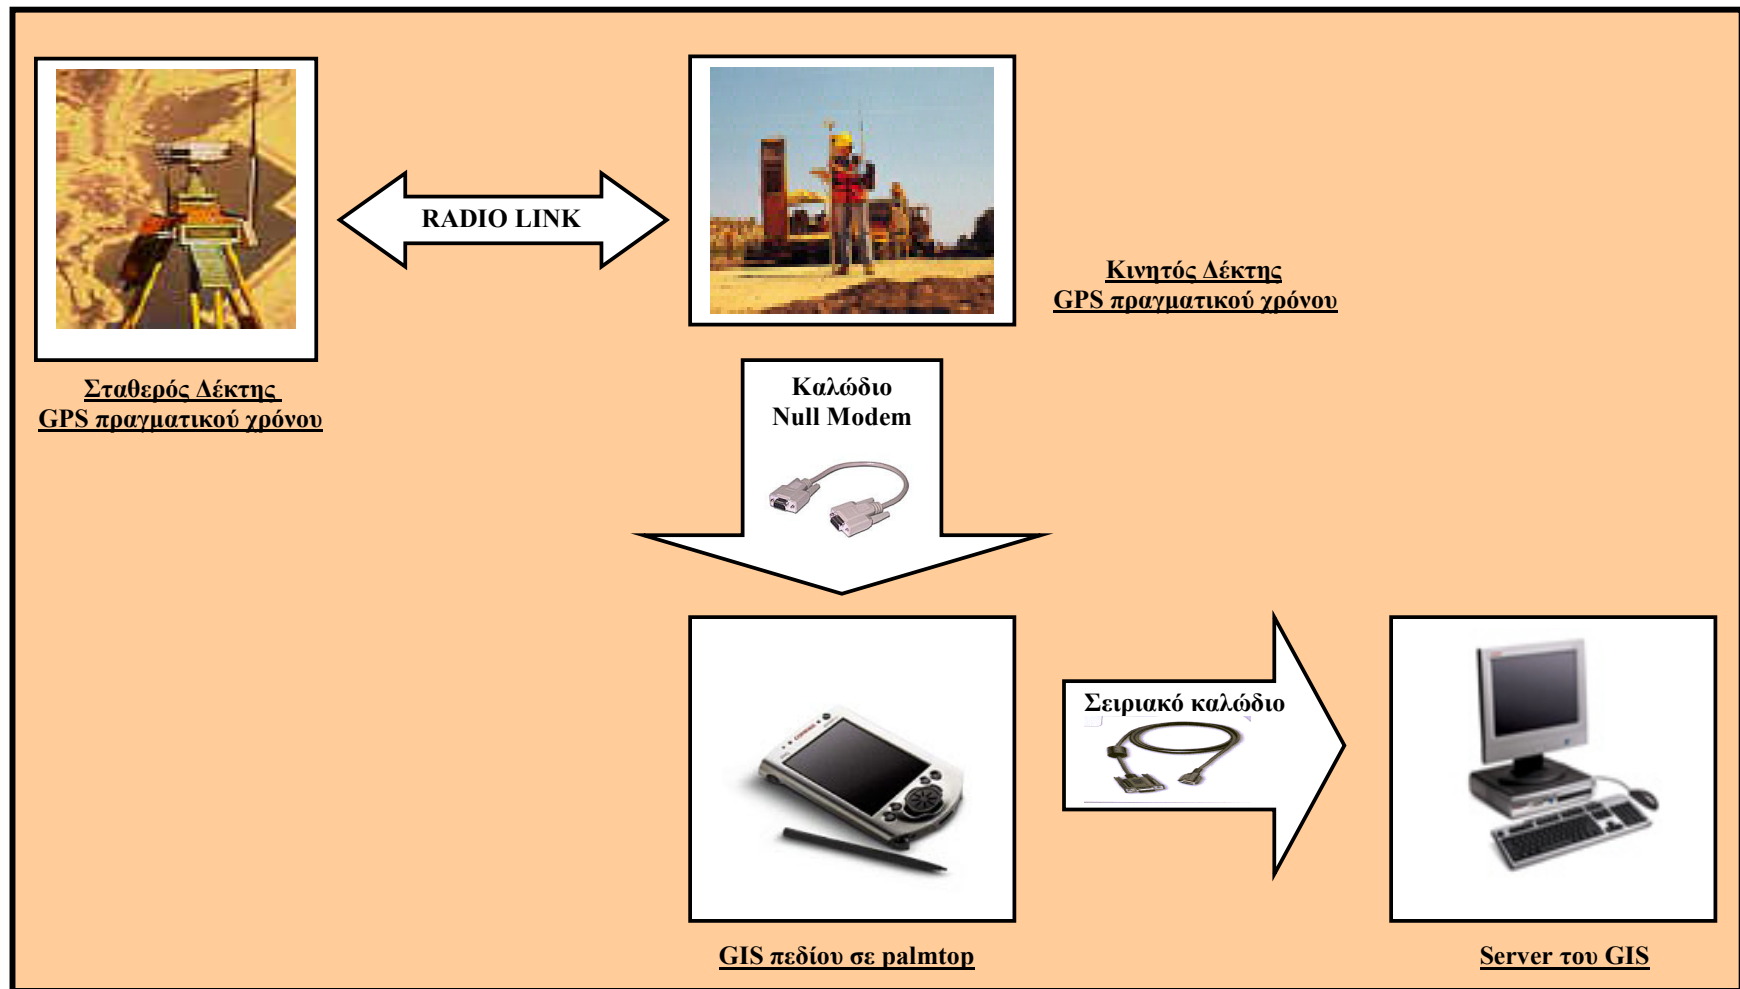 RADIO LINK
Κινητός Δέκτης
GPS πραγματικού χρόνου
Σταθερός Δέκτης
GPS πραγματικού χρόνου
Καλώδιο
Null Modem
Σειριακό καλώδιο
GIS πεδίου σε palmtop
Server του GIS